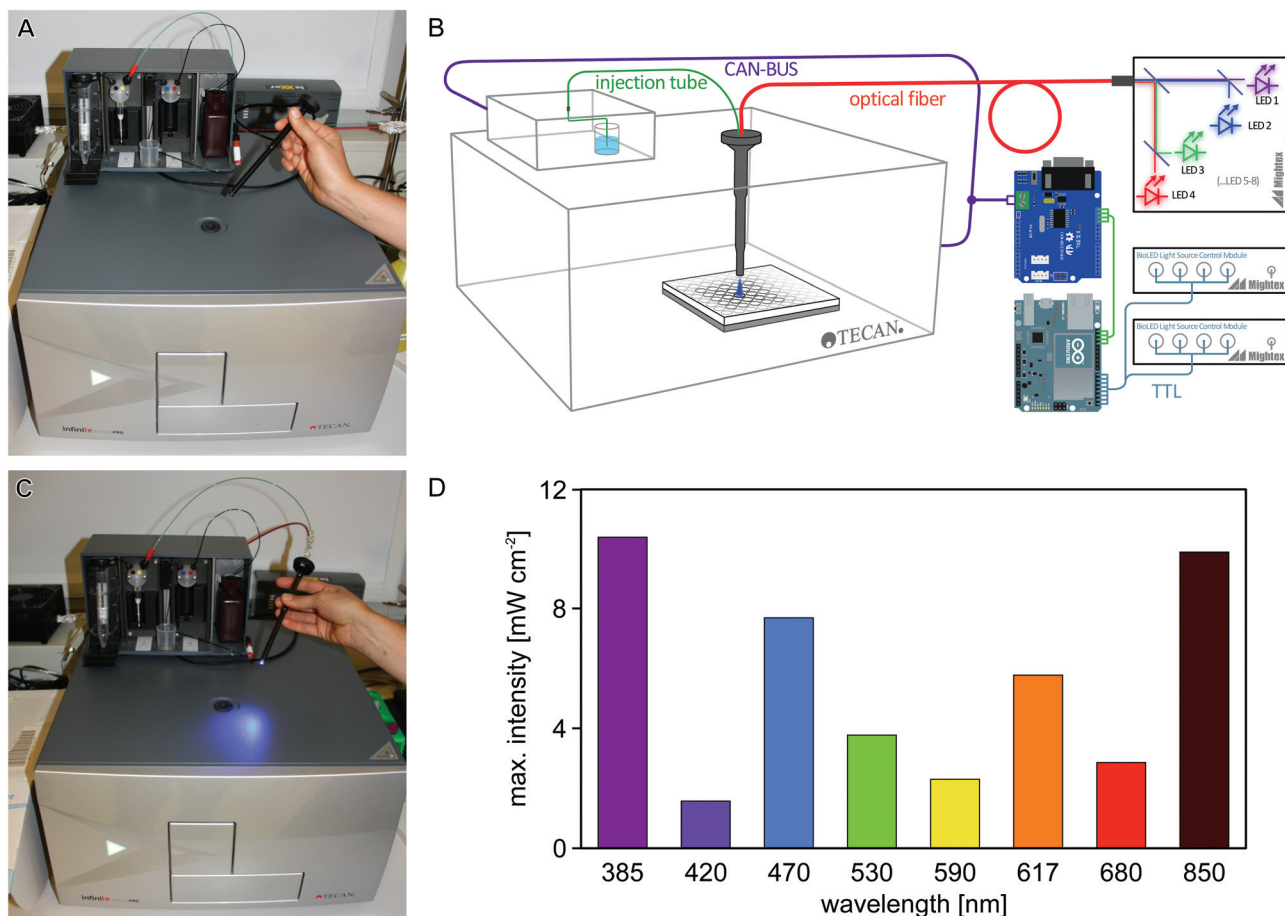 A
infinite
TECAN.
B
CAN-BUS
injection tube
optical fiber
LED 1
LED 2
LED 3
(...LED 5-8)
LED 4
Mightex
BioLED Light Source Control Module
Mightex
BioLED Light Source Control Module
Mightex
ARDUINO
TTL
TECAN.
C
infinite
TECAN.
D
max. intensity [mW cm⁻²]
12
8
4
0
385 420 470 530 590 617 680 850
wavelength [nm]